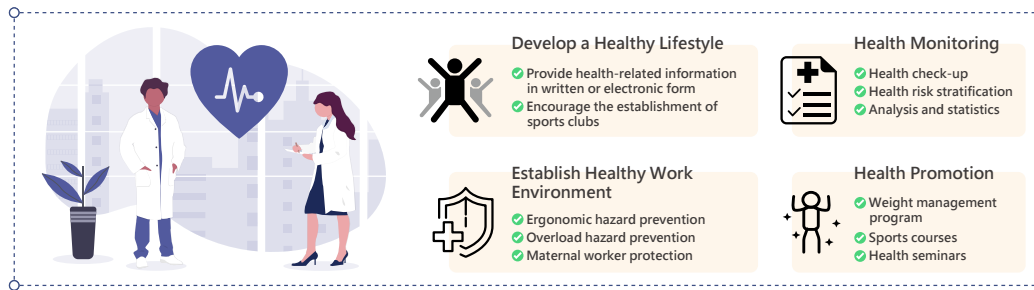 Develop a Healthy Lifestyle
Provide health-related information
in written or electronic form
Encourage the establishment of
sports clubs
Health Monitoring
Health check-up
Health risk stratification
Analysis and statistics
Establish Healthy Work
Environment
Ergonomic hazard prevention
Overload hazard prevention
Maternal worker protection
Health Promotion
Weight management
program
Sports courses
Health seminars